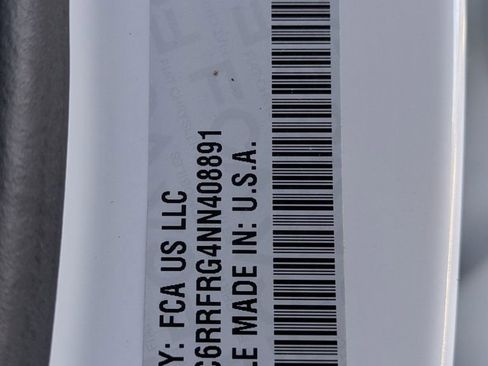 Y: FCA US LLC
C6RRFRG4NN408891
LE MADE IN: U.S.A.